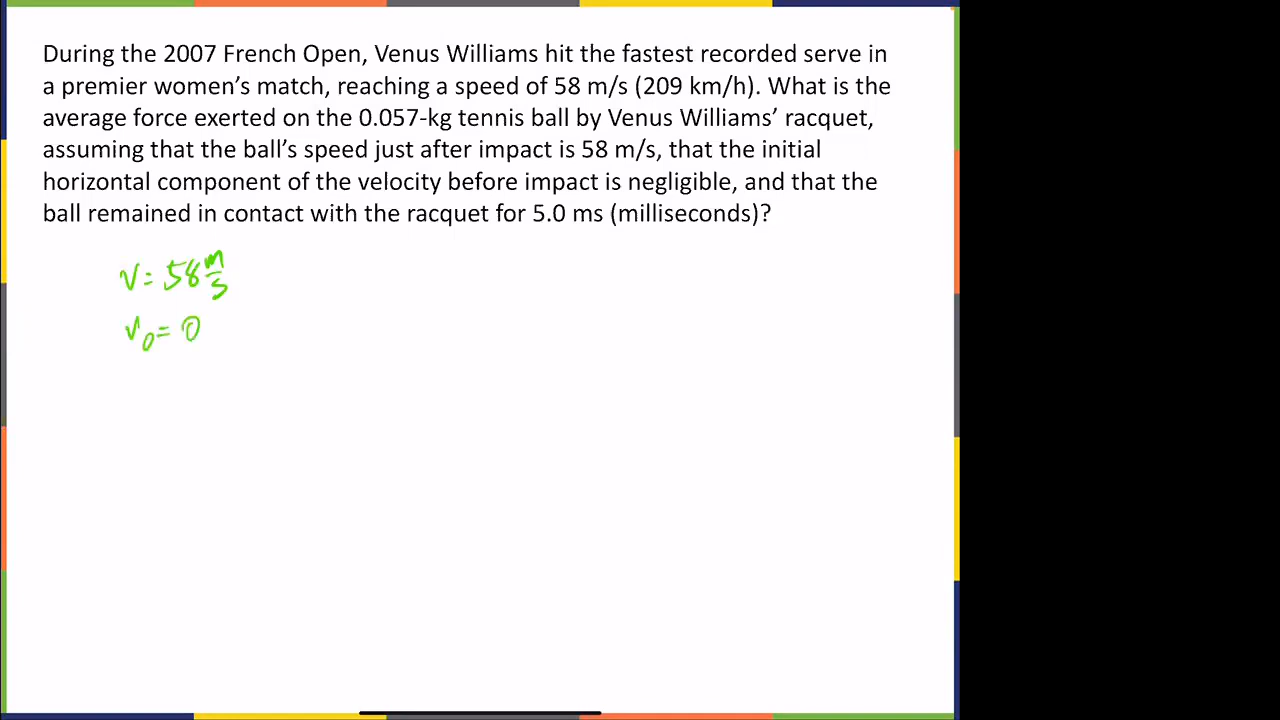 During the 2007 French Open, Venus Williams hit the fastest recorded serve in
a premier women’s match, reaching a speed of 58 m/s (209 km/h). What is the
average force exerted on the 0.057-kg tennis ball by Venus Williams’ racquet,
assuming that the ball’s speed just after impact is 58 m/s, that the initial
horizontal component of the velocity before impact is negligible, and that the
ball remained in contact with the racquet for 5.0 ms (milliseconds)?
V = 58 m/s
v₀ = 0